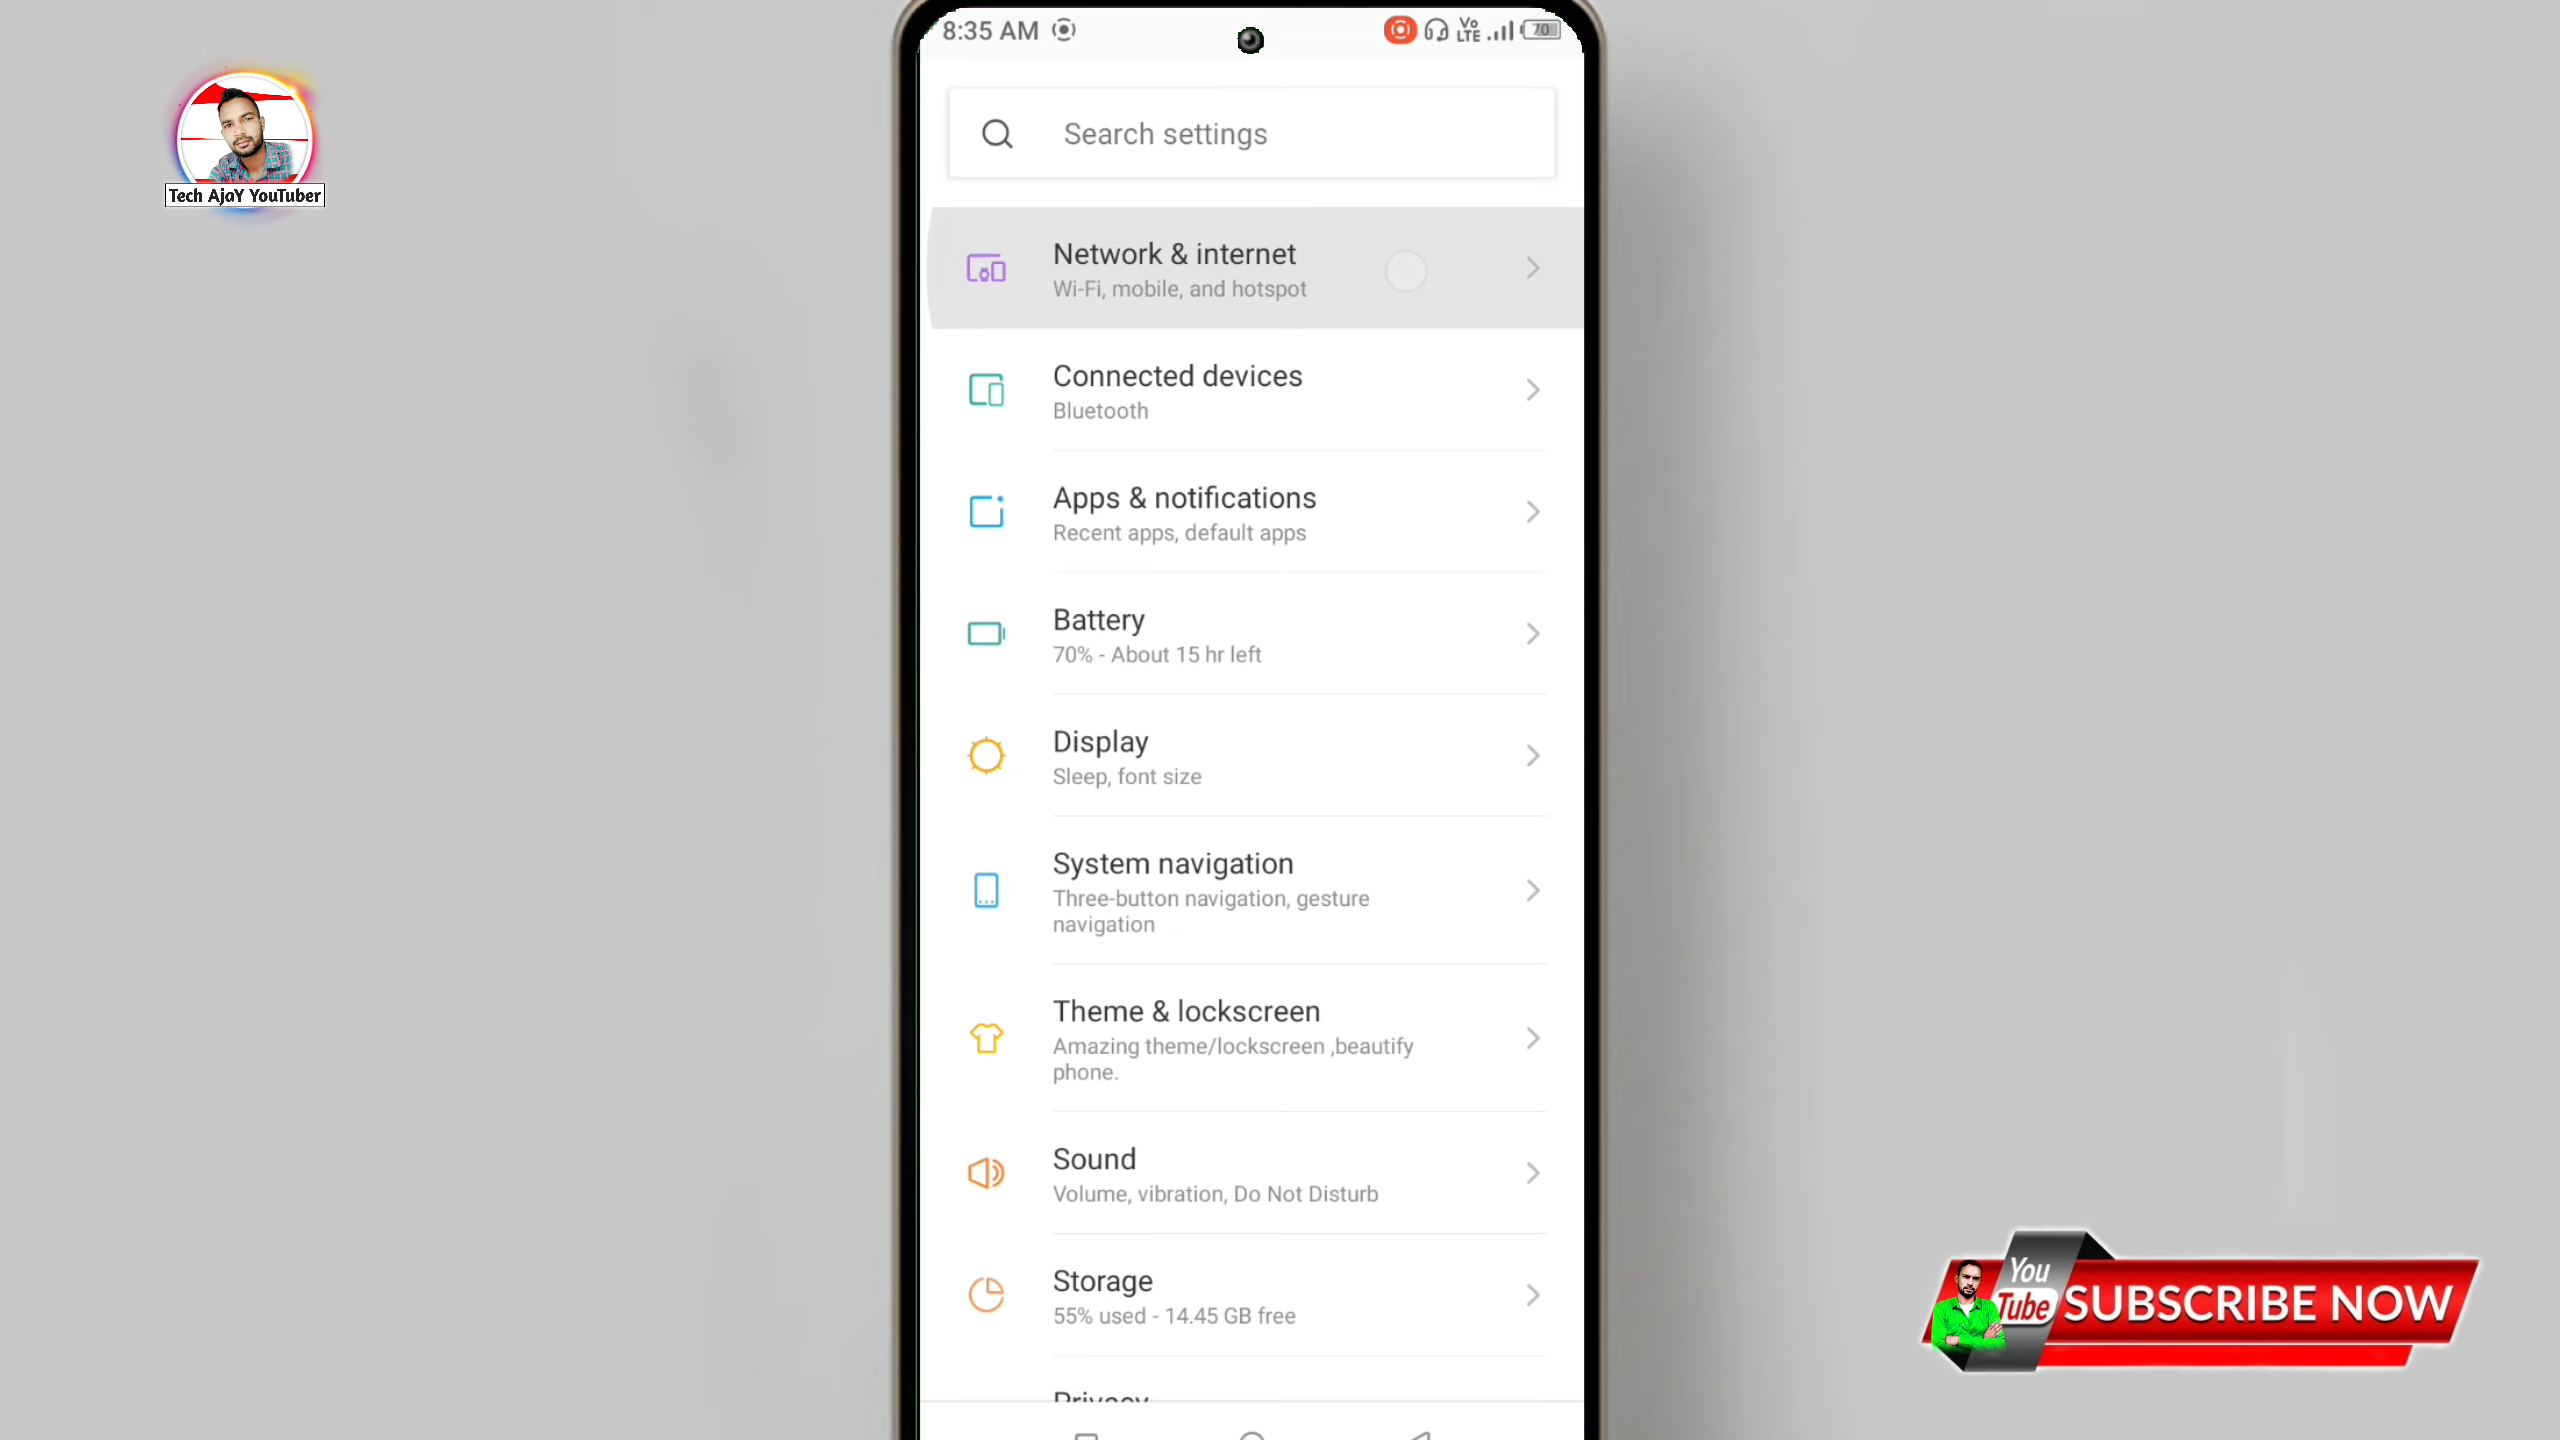 8:35 AM
Vo
LTE
70
Tech AjaY YouTuber
Search settings
Network & internet
Wi-Fi, mobile, and hotspot
Connected devices
Bluetooth
Apps & notifications
Recent apps, default apps
Battery
70% - About 15 hr left
Display
Sleep, font size
System navigation
Three-button navigation, gesture
navigation
Theme & lockscreen
Amazing theme/lockscreen ,beautify
phone.
Sound
Volume, vibration, Do Not Disturb
Storage
55% used - 14.45 GB free
Privacy
You
Tube
SUBSCRIBE NOW